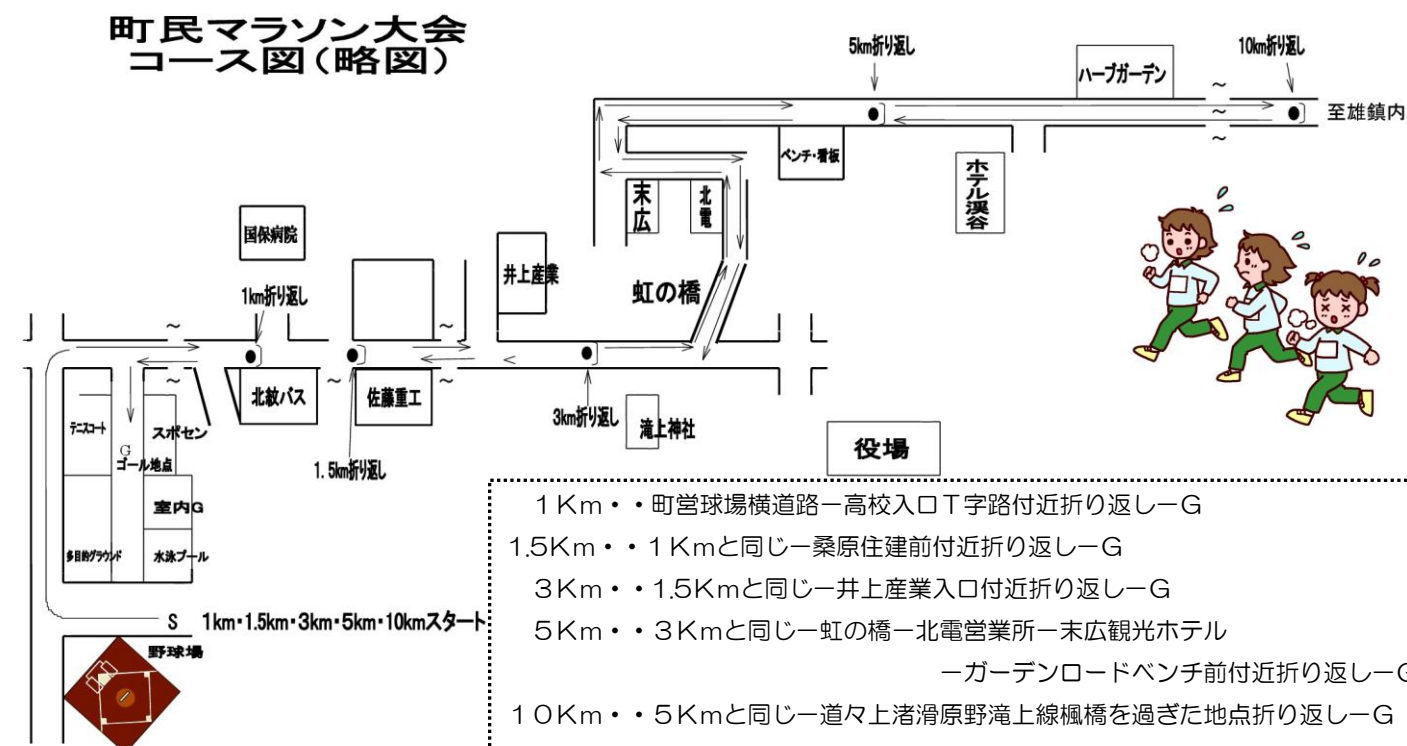 町民マラソン大会
コース図(略図)
5km折り返し
10km折り返し
ハーブガーデン
至雄鎮内
ベンチ・看板
ホテル渓谷
末広
北電
国保病院
井上産業
虹の橋
1km折り返し
北紋バス
佐藤重工
3km折り返し
滝上神社
役場
1.5km折り返し
テニスコート
スポセン
G
ゴール地点
室内G
多目的グラウンド
水泳プール
S 1km・1.5km・3km・5km・10kmスタート
野球場
1Km・・町営球場横道路ー高校入口T字路付近折り返しーG
1.5Km・・1Kmと同じー桑原住建前付近折り返しーG
3Km・・1.5Kmと同じー井上産業入口付近折り返しーG
5Km・・3Kmと同じー虹の橋ー北電営業所ー末広観光ホテル
ーガーデンロードベンチ前付近折り返しーG
10Km・・5Kmと同じー道々上渚滑原野滝上線楓橋を過ぎた地点折り返しーG